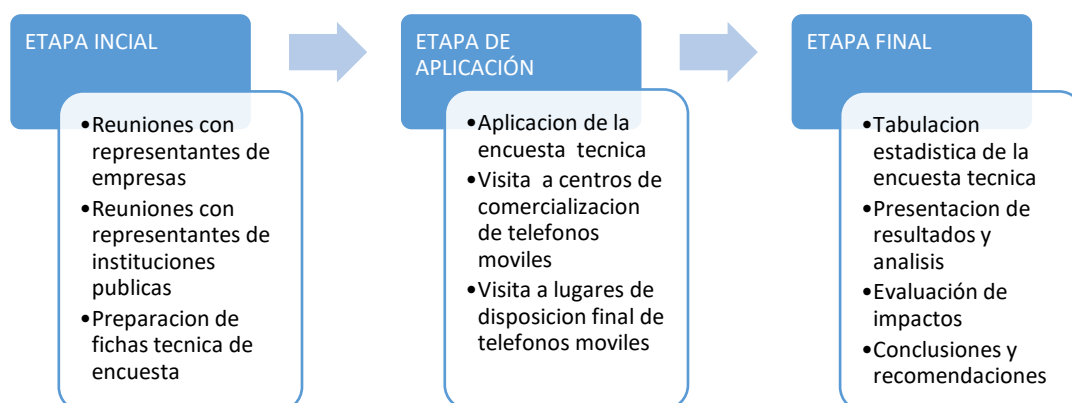 ETAPA INCIAL
•Reuniones con
representantes de
empresas
•Reuniones con
representantes de
instituciones
publicas
•Preparacion de
fichas tecnica de
encuesta
ETAPA DE
APLICACIÓN
•Aplicacion de la
encuesta tecnica
•Visita a centros de
comercializacion
de telefonos
moviles
•Visita a lugares de
disposicion final de
telefonos moviles
ETAPA FINAL
•Tabulacion
estadistica de la
encuesta tecnica
•Presentacion de
resultados y
analisis
•Evaluación de
impactos
•Conclusiones y
recomendaciones